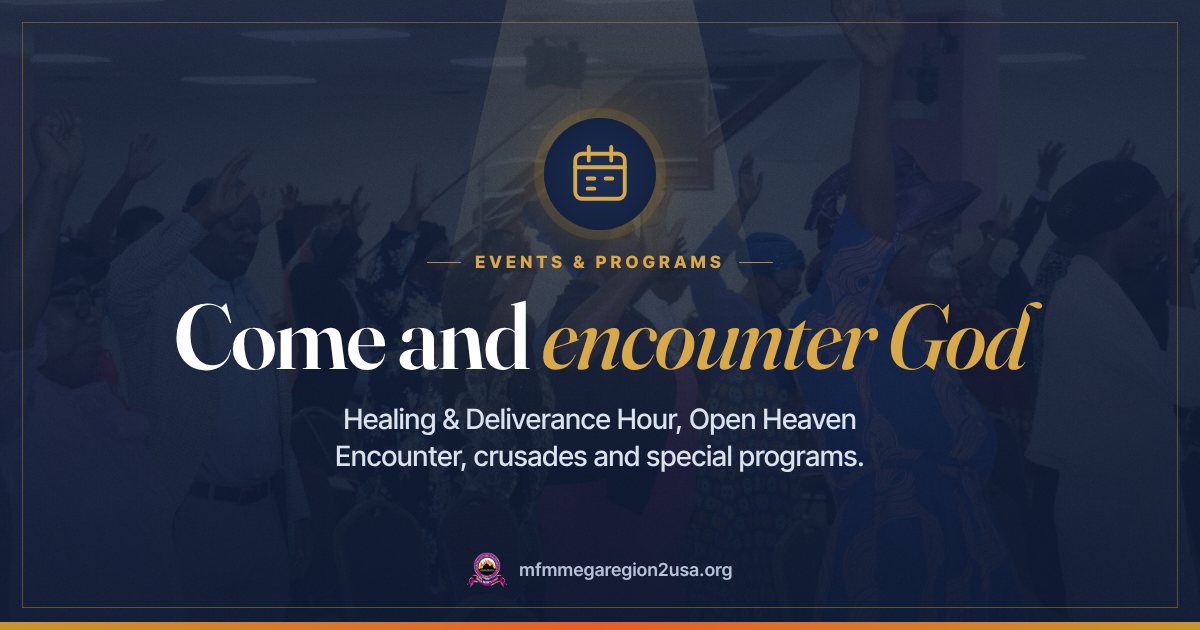 EVENTS & PROGRAMS
Come and encounter God
Healing & Deliverance Hour, Open Heaven
Encounter, crusades and special programs.
mfmmegaregion2usa.org